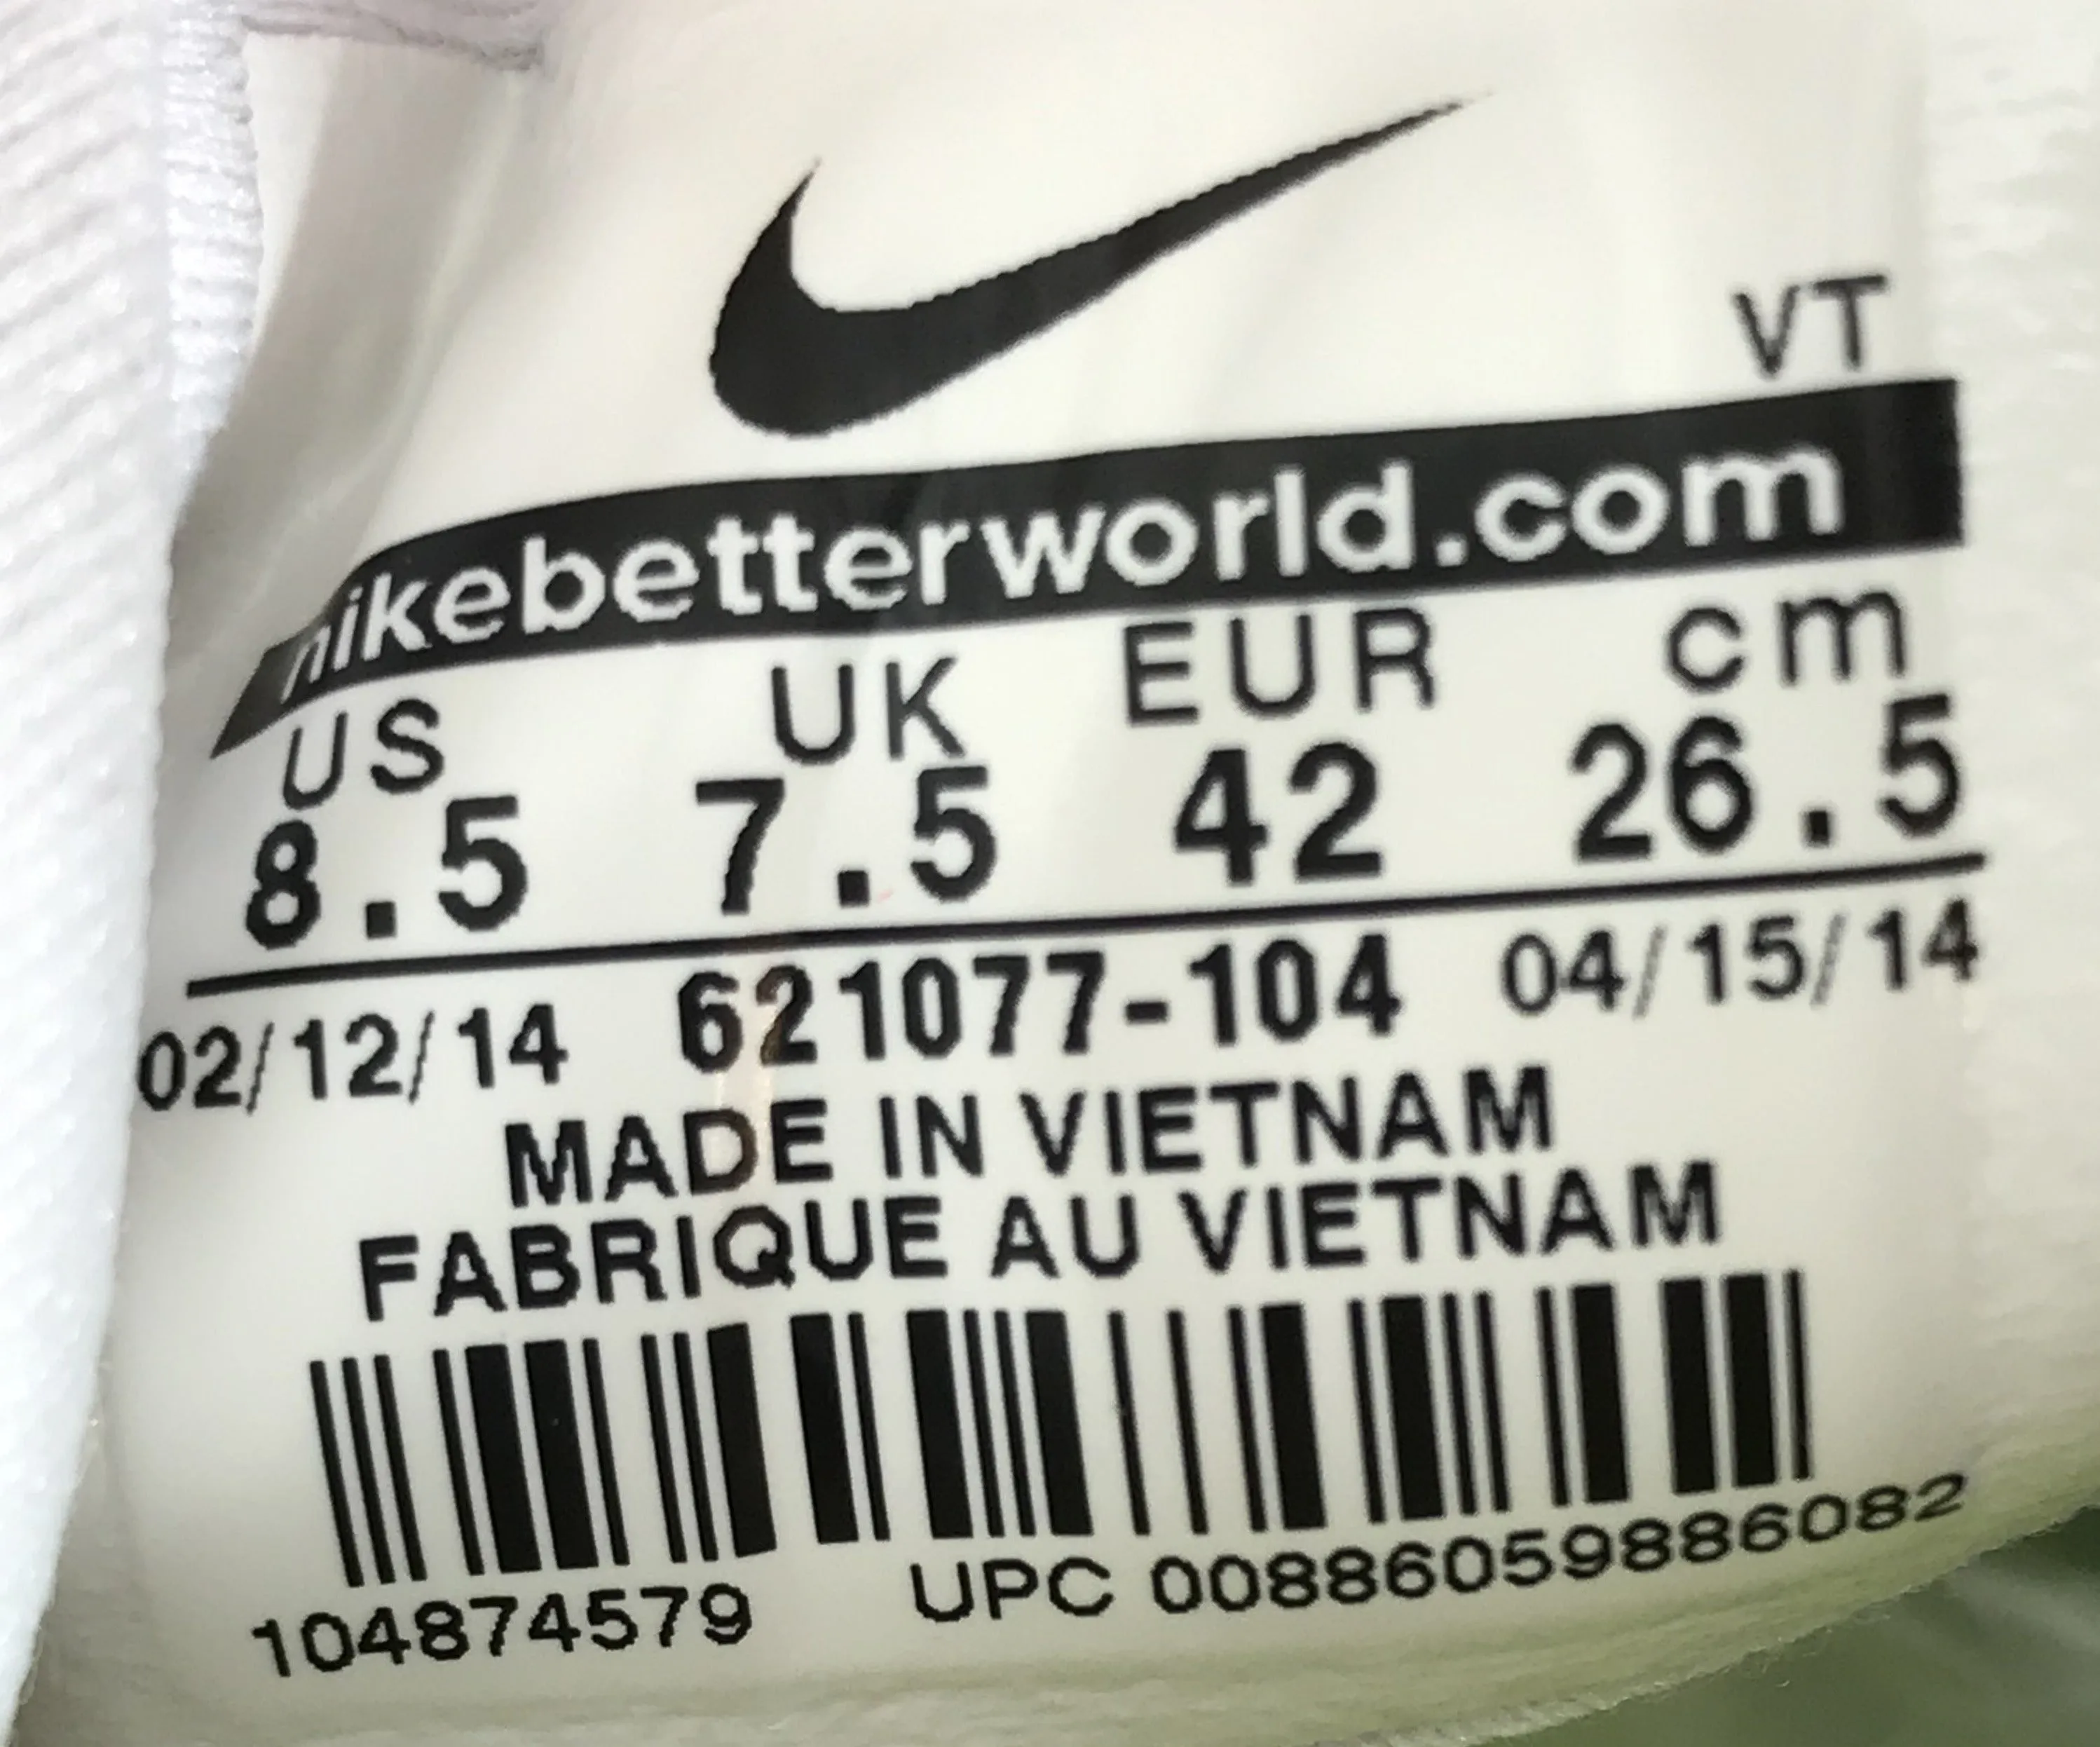 VT
nikebetterworld.com
US UK EUR cm
8.5 7.5 42 26.5
02/12/14 621077-104 04/15/14
MADE IN VIETNAM
FABRIQUE AU VIETNAM
104874579 UPC 00886059886082